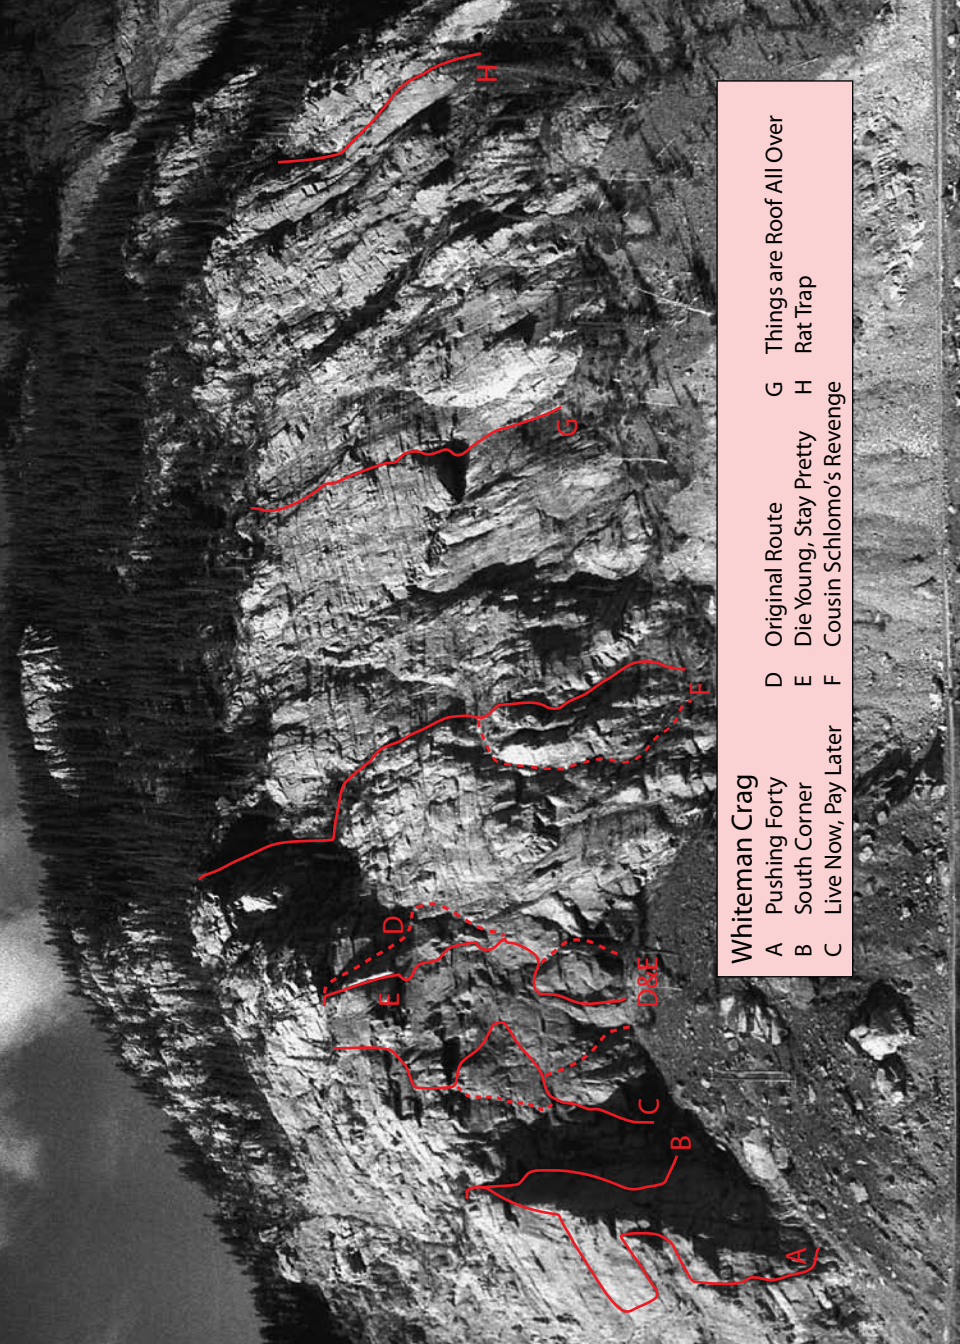 Whiteman Crag
A Pushing Forty
B South Corner
C Live Now, Pay Later
D Original Route
E Die Young, Stay Pretty
F Cousin Schlomo's Revenge
G Things are Roof All Over
H Rat Trap
A
B
C
D&E
E
D
F
G
H